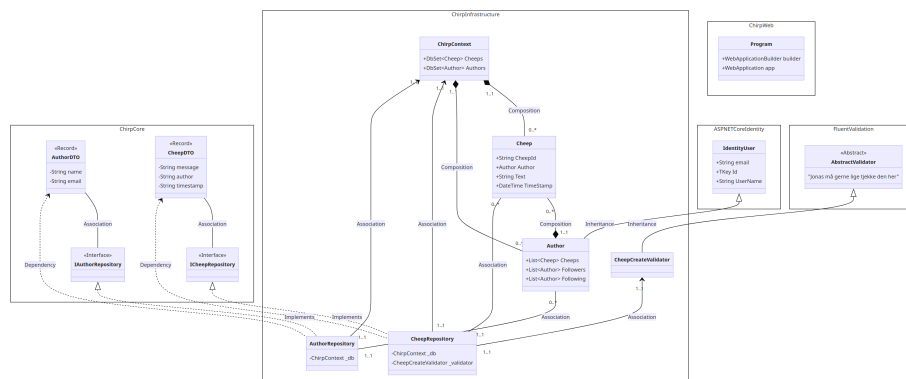 ChirpInfrastructure
ChirpContext
+DbSet<Cheep> Cheeps
+DbSet<Author> Authors
ChirpWeb
Program
+WebApplicationBuilder builder
+WebApplication app
1..1
1..1
1..1
Composition
0..*
ChirpCore
«Record»
AuthorDTO
-String name
-String email
«Record»
CheepDTO
-String message
-String author
-String timestamp
Cheep
+String CheepId
+Author Author
+String Text
+DateTime TimeStamp
ASPNETCoreIdentity
IdentityUser
+String email
+TKey Id
+String UserName
FluentValidation
«Abstract»
AbstractValidator
"Jonas må gerne lige tjekke den her"
Composition
0..*
0..*
Association
Association
Association
Association
Composition
1..1
Inheritance
Inheritance
0..*
Dependency
«Interface»
IAuthorRepository
Dependency
«Interface»
ICheepRepository
Association
Author
+List<Cheep> Cheeps
+List<Author> Followers
+List<Author> Following
CheepCreateValidator
1..1
0..*
Implements
Implements
Association
Association
1..1
1..1
1..1
AuthorRepository
-ChirpContext _db
1..1
CheepRepository
-ChirpContext _db
-CheepCreateValidator _validator
1..1